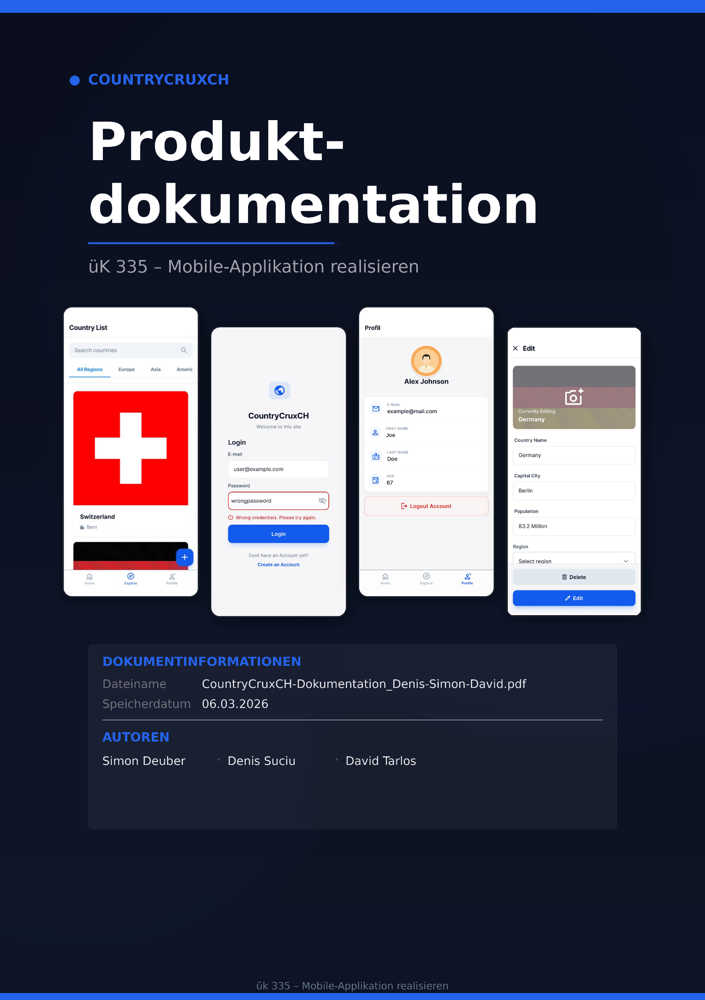 COUNTRYCRUXCH
Produkt-
dokumentation
üK 335 – Mobile-Applikation realisieren
Country List
Search countries
All Regions Europe Asia Americ
Switzerland
Bern
Home Explore Profile
CountryCruxCH
Welcome to this site
Login
E-mail
user@example.com
Password
wrongpassword
Wrong credentials. Please try again.
Login
Dont have an Account yet?
Create an Account
Profil
Alex Johnson
E-MAIL
example@mail.com
FIRST NAME
Joe
LAST NAME
Doe
AGE
67
Logout Account
Home Explore Profile
Edit
Currently Editing
Germany
Country Name
Germany
Capital City
Berlin
Population
83.2 Million
Region
Select region
Delete
Edit
DOKUMENTINFORMATIONEN
Dateiname CountryCruxCH-Dokumentation_Denis-Simon-David.pdf
Speicherdatum 06.03.2026
AUTOREN
Simon Deuber • Denis Suciu • David Tarlos
ük 335 – Mobile-Applikation realisieren